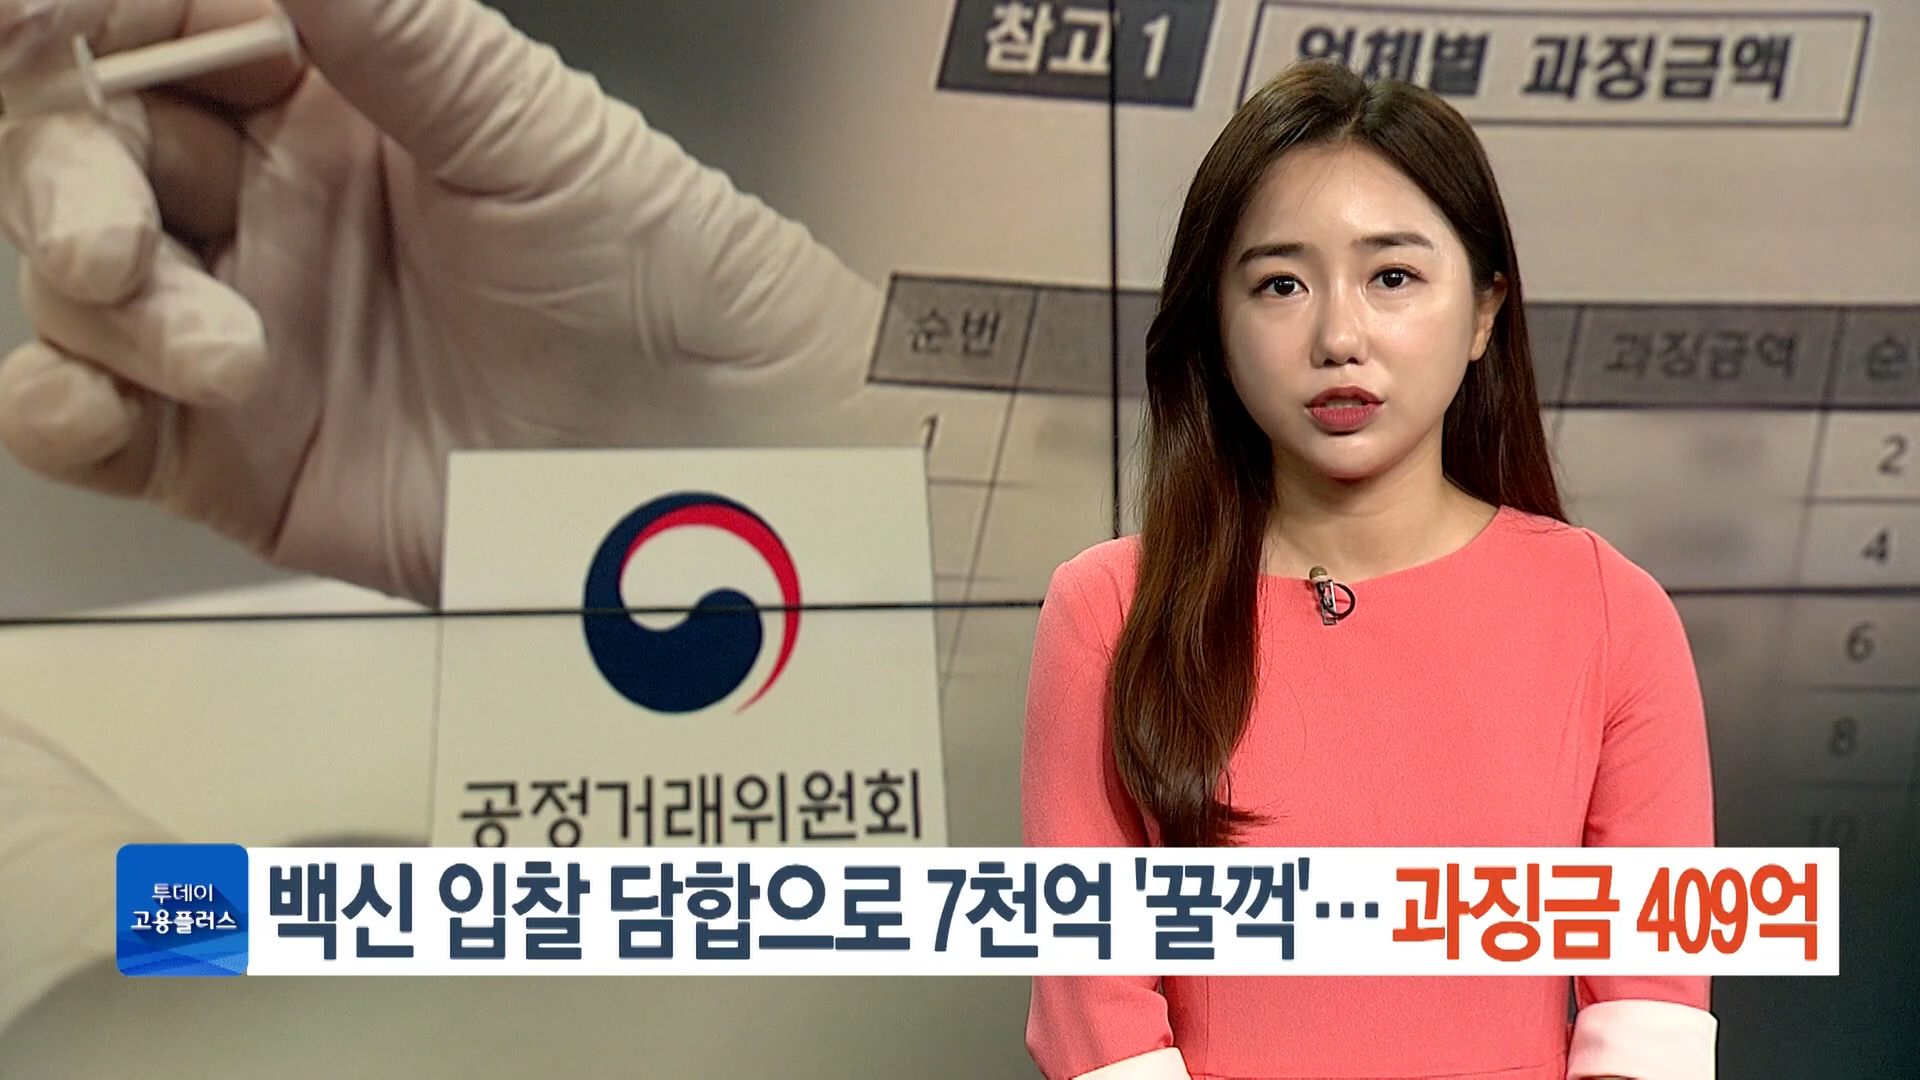 참고 1
업체별 과징금액
순번
과징금액
순
1
2
4
6
8
10
공정거래위원회
투데이
고용플러스
백신 입찰 담합으로 7천억 '꿀꺽'… 과징금 409억